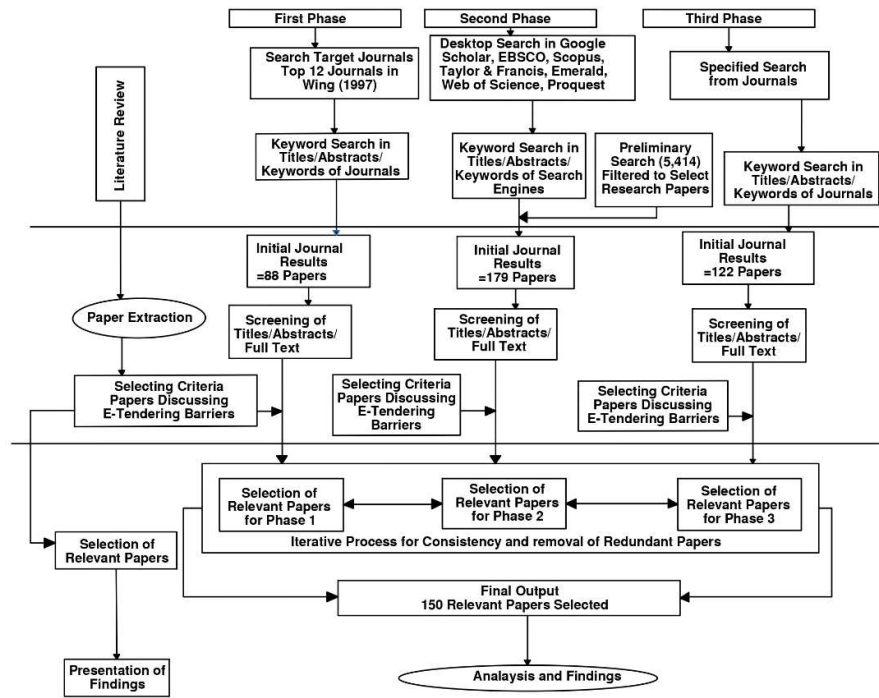 First Phase
Second Phase
Third Phase
Literature Review
Search Target Journals
Top 12 Journals in
Wing (1997)
Desktop Search in Google
Scholar, EBSCO, Scopus,
Taylor & Francis, Emerald,
Web of Science, Proquest
Specified Search
from Journals
Keyword Search in
Titles/Abstracts/
Keywords of Journals
Keyword Search in
Titles/Abstracts/
Keywords of Search
Engines
Preliminary
Search (5,414)
Filtered to Select
Research Papers
Keyword Search in
Titles/Abstracts/
Keywords of Journals
Initial Journal
Results
=88 Papers
Initial Journal
Results
=179 Papers
Initial Journal
Results
=122 Papers
Paper Extraction
Screening of
Titles/Abstracts/
Full Text
Screening of
Titles/Abstracts/
Full Text
Screening of
Titles/Abstracts/
Full Text
Selecting Criteria
Papers Discussing
E-Tendering Barriers
Selecting Criteria
Papers Discussing
E-Tendering
Barriers
Selecting Criteria
Papers Discussing
E-Tendering Barriers
Selection of
Relevant Papers
for Phase 1
Selection of
Relevant Papers
for Phase 2
Selection of
Relevant Papers
for Phase 3
Iterative Process for Consistency and removal of Redundant Papers
Selection of
Relevant Papers
Final Output
150 Relevant Papers Selected
Presentation of
Findings
Analaysis and Findings